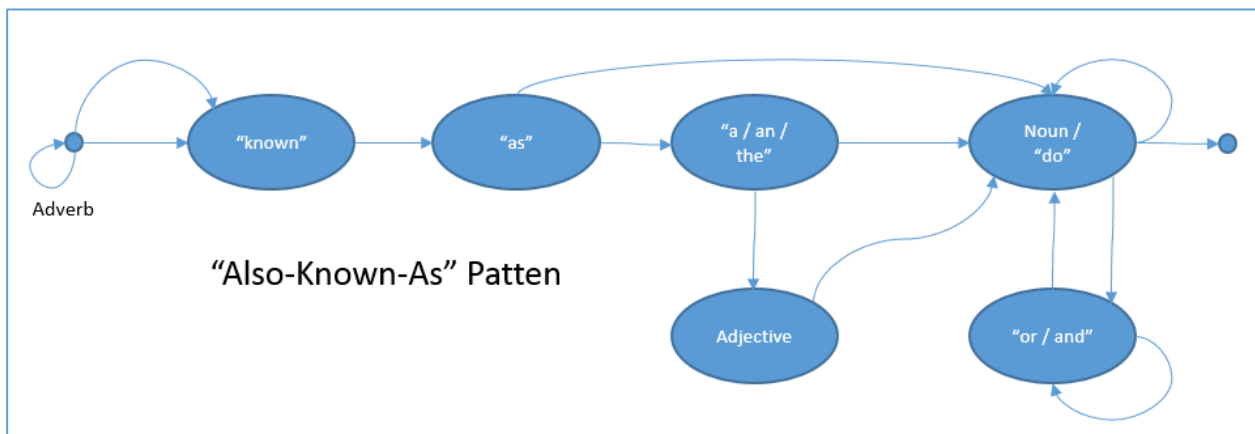 “known”
“as”
“a / an /
the”
Noun /
“do”
Adverb
“Also-Known-As” Patten
Adjective
“or / and”